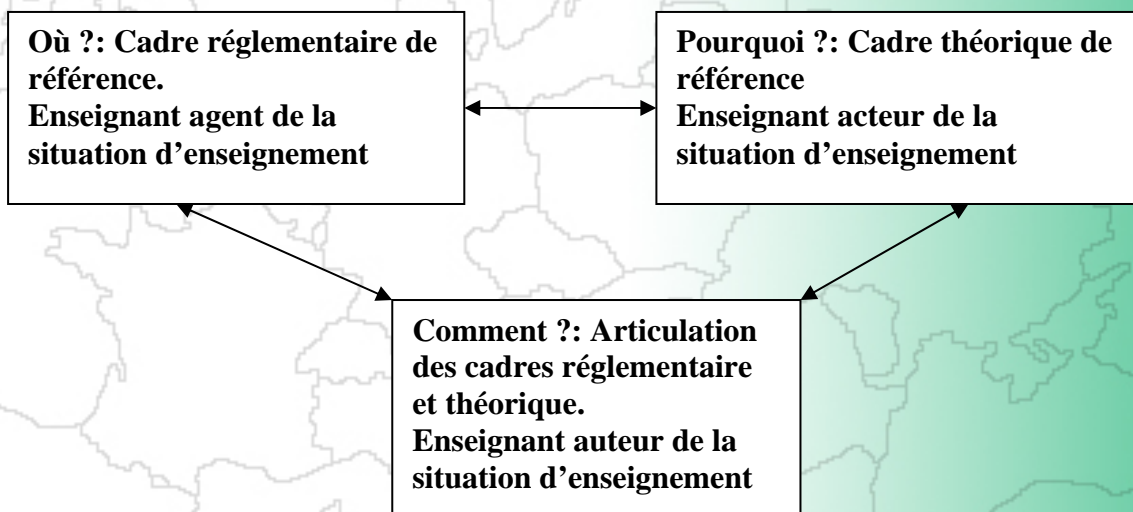 Où ?: Cadre réglementaire de
référence.
Enseignant agent de la
situation d’enseignement
Pourquoi ?: Cadre théorique de
référence
Enseignant acteur de la
situation d’enseignement
Comment ?: Articulation
des cadres réglementaire
et théorique.
Enseignant auteur de la
situation d’enseignement